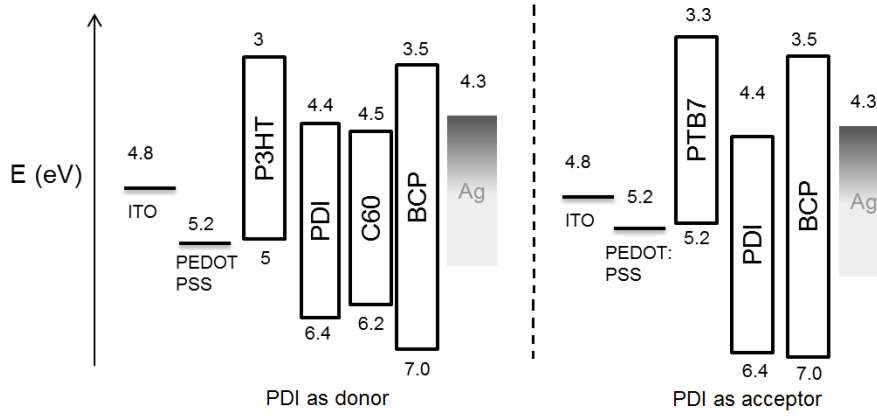 E (eV)
4.8
ITO
5.2
PEDOT
PSS
3
P3HT
5
4.4
PDI
6.4
4.5
C60
6.2
3.5
BCP
7.0
4.3
Ag
PDI as donor
4.8
ITO
5.2
PEDOT:
PSS
3.3
PTB7
5.2
4.4
PDI
6.4
3.5
BCP
7.0
4.3
Ag
PDI as acceptor